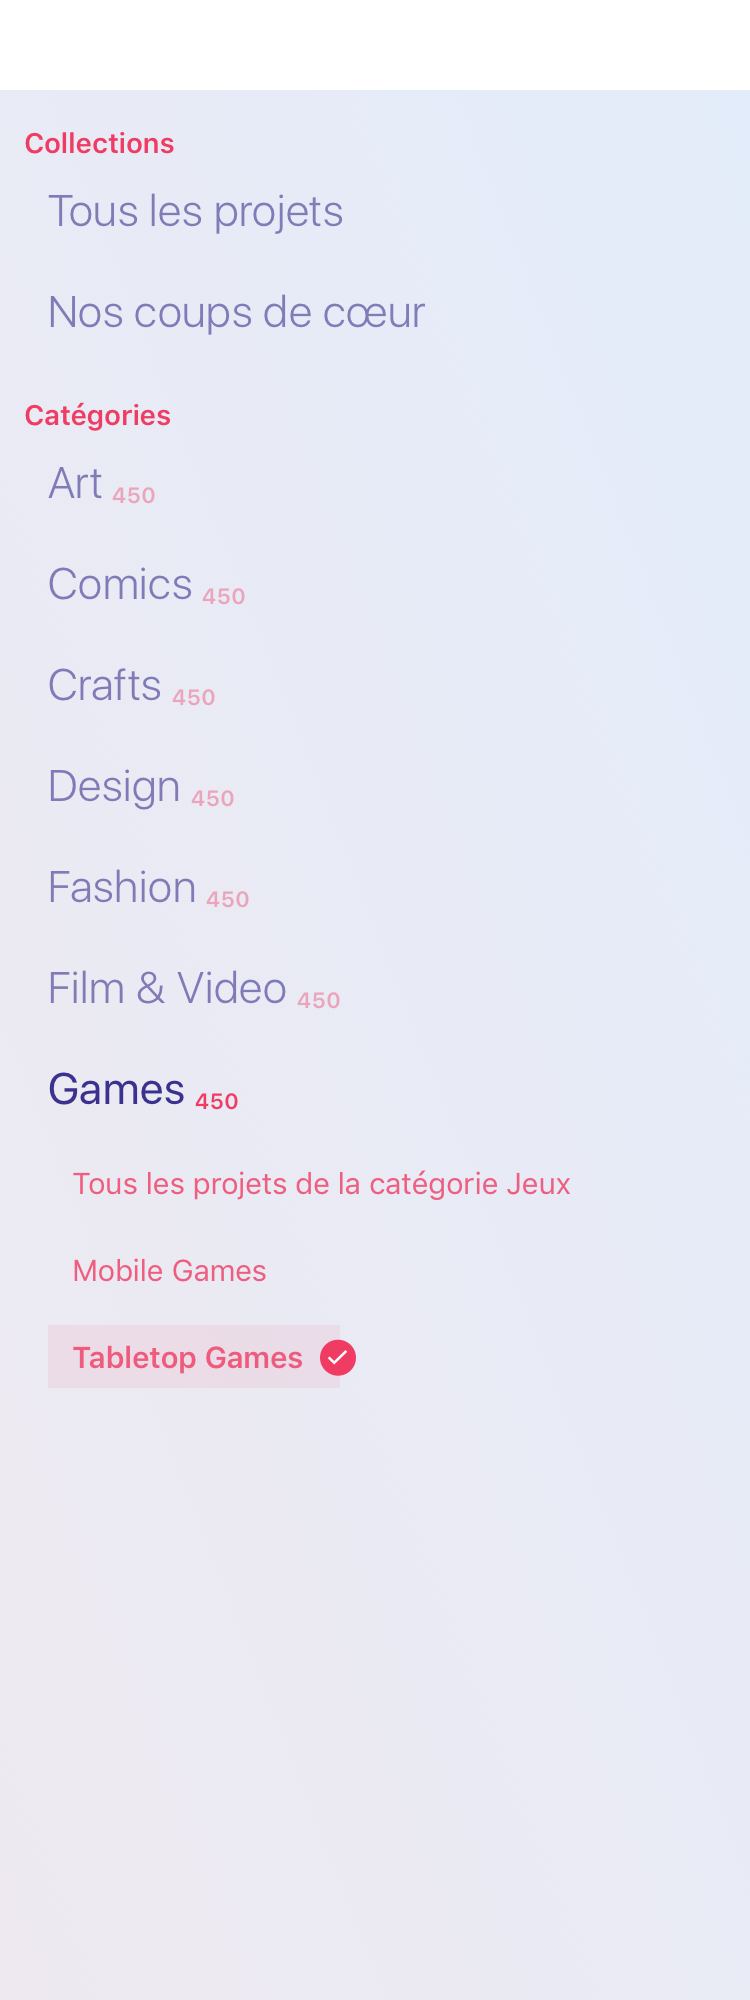 Collections
Tous les projets
Nos coups de cœur
Catégories
Art 450
Comics 450
Crafts 450
Design 450
Fashion 450
Film & Video 450
Games 450
Tous les projets de la catégorie Jeux
Mobile Games
Tabletop Games